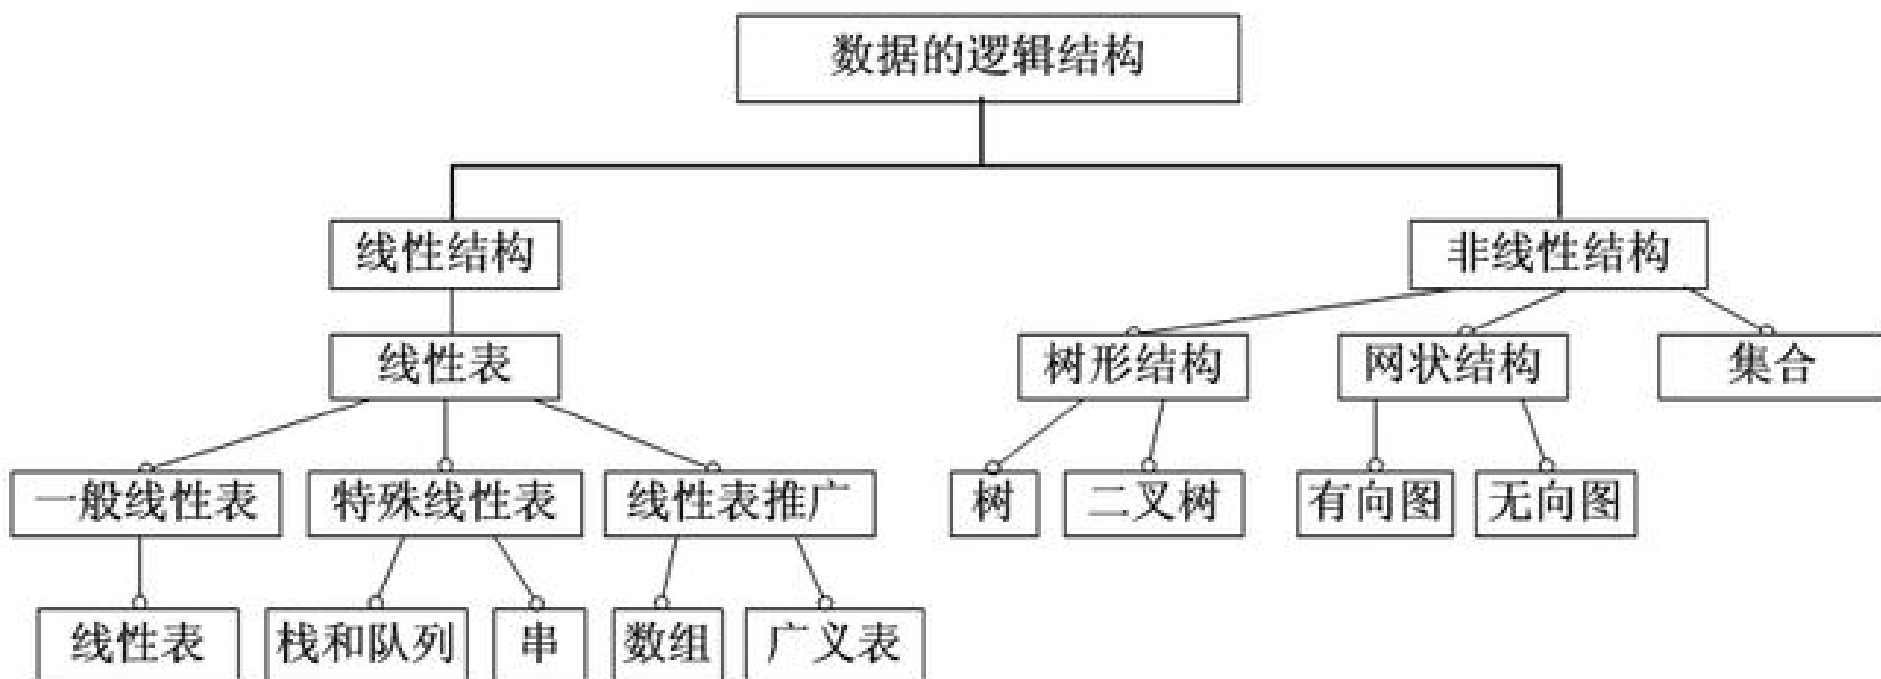 数据的逻辑结构
线性结构
非线性结构
线性表
树形结构
网状结构
集合
一般线性表
特殊线性表
线性表推广
树
二叉树
有向图
无向图
线性表
栈和队列
串
数组
广义表